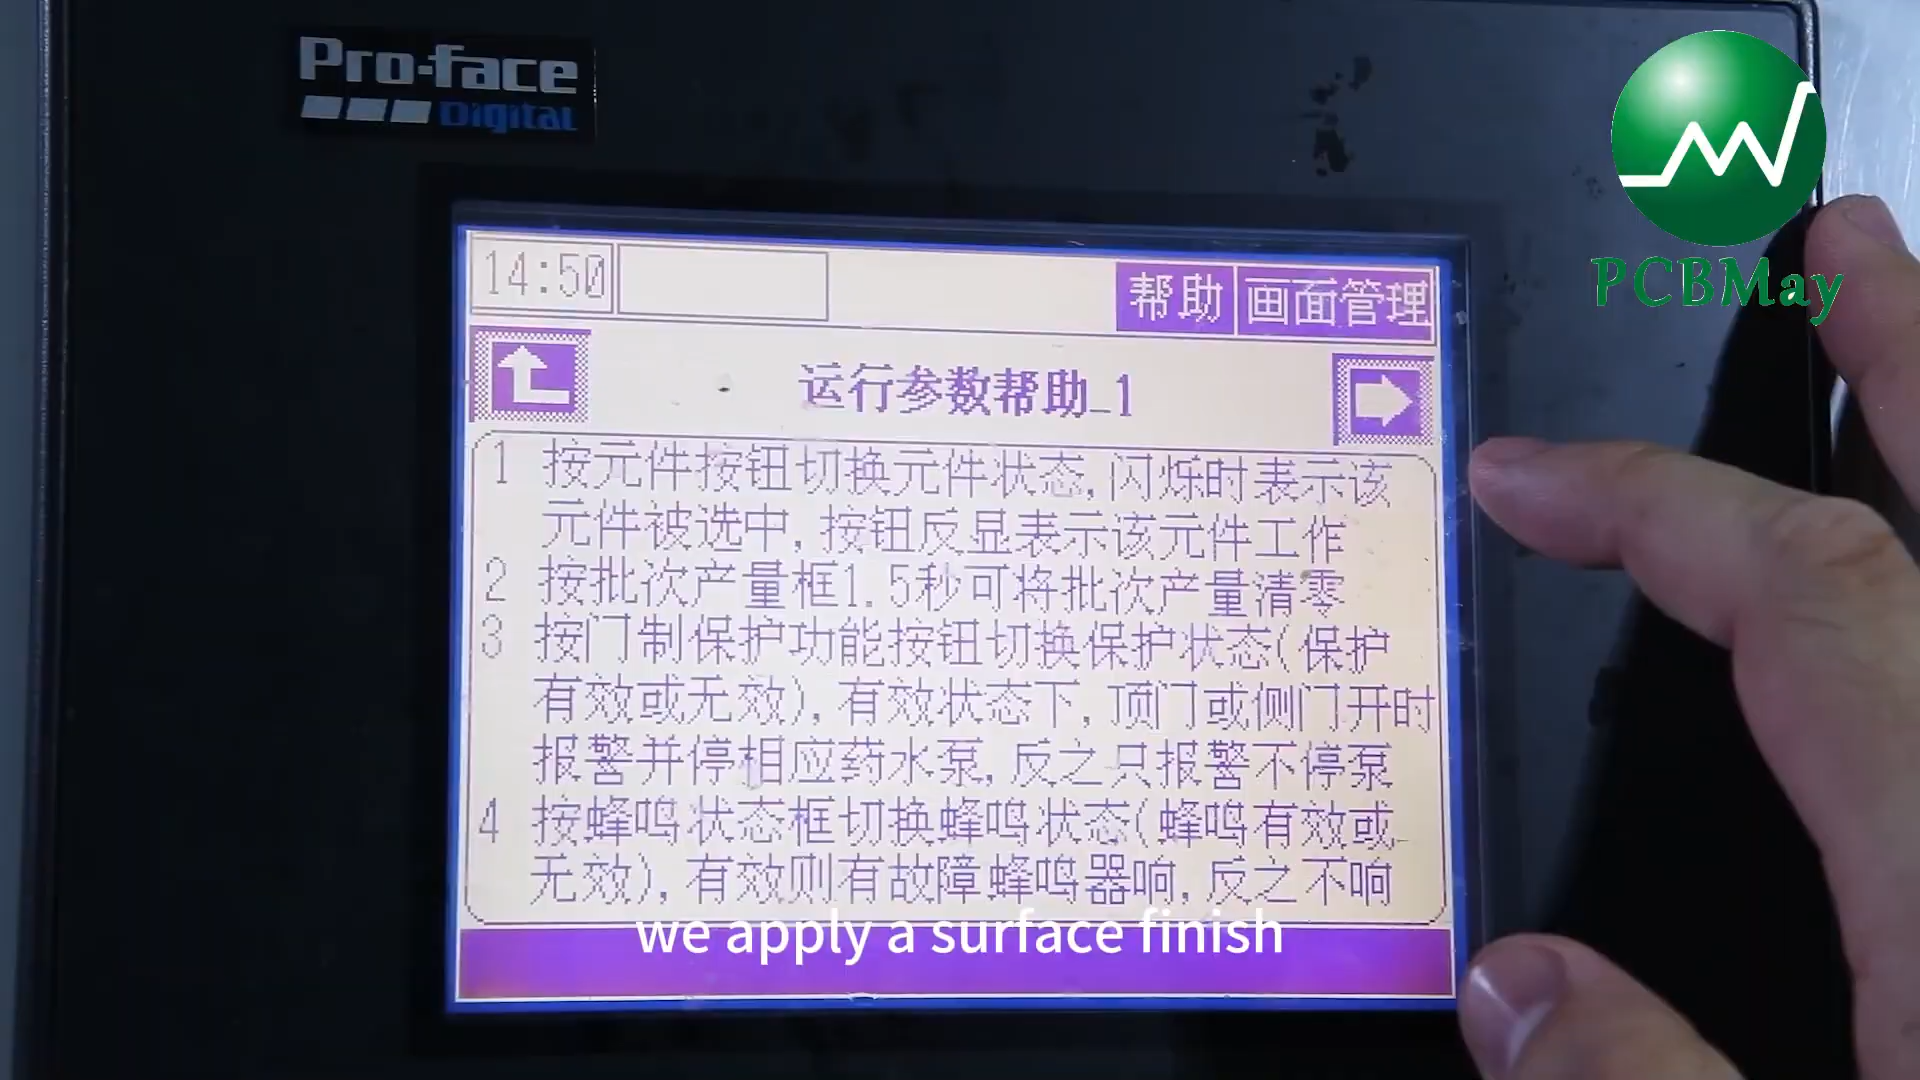 Pro-face
Digital
PCBMay
14:50
帮助 画面管理
运行参数帮助_1
1 按元件按钮切换元件状态,闪烁时表示该
元件被选中,按钮反显表示该元件工作
2 按批次产量框1.5秒可将批次产量清零
3 按门制保护功能按钮切换保护状态(保护
有效或无效),有效状态下,顶门或侧门开时
报警并停相应药水泵,反之只报警不停泵
4 按蜂鸣状态框切换蜂鸣状态(蜂鸣有效或
无效),有效则有故障蜂鸣器响,反之不响
we apply a surface finish